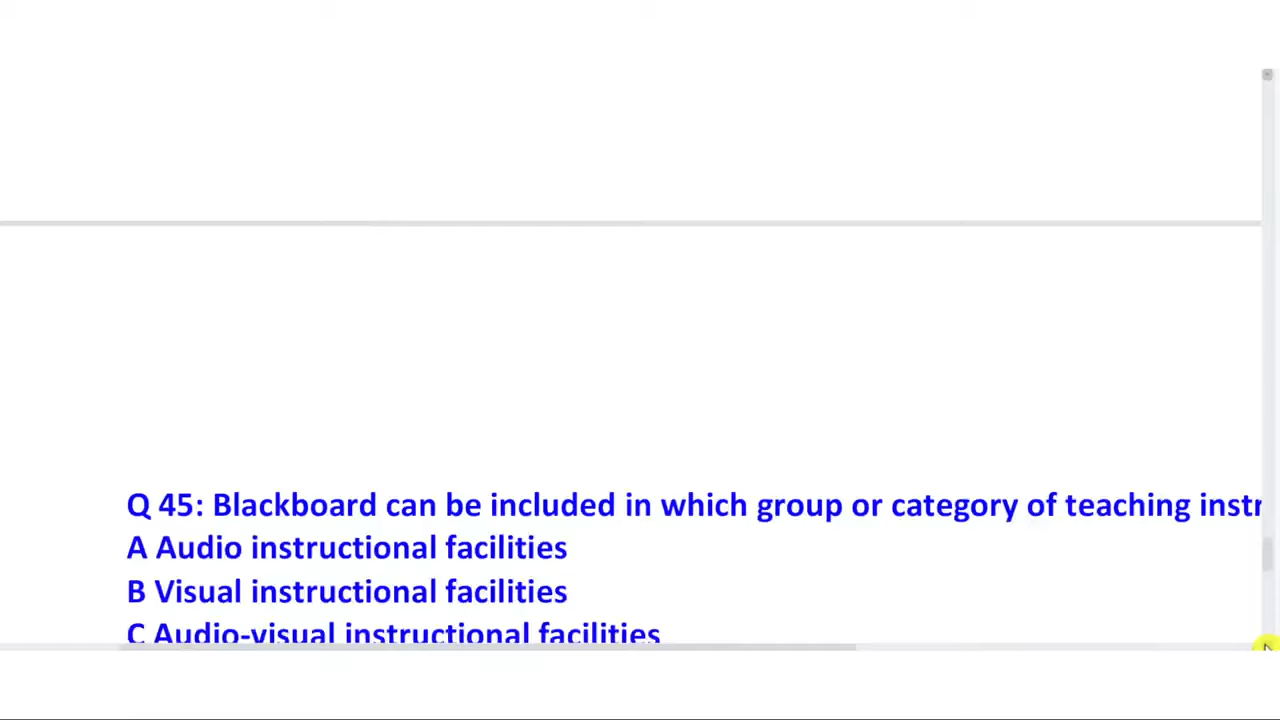 Q 45: Blackboard can be included in which group or category of teaching
A Audio instructional facilities
B Visual instructional facilities
C Audio-visual instructional facilities